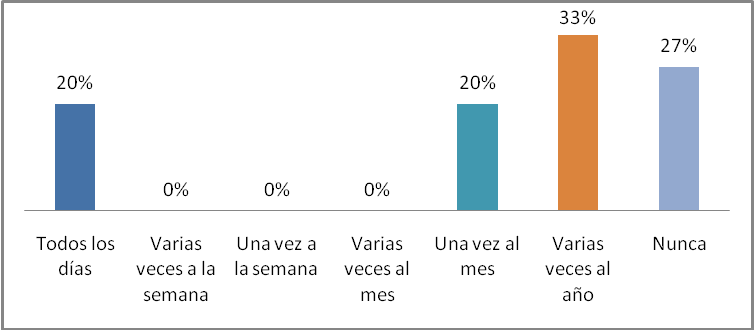 33%
27%
20%
20%
0%
0%
0%
Todos los
días
Varias
veces a la
semana
Una vez a
la semana
Varias
veces al
mes
Una vez al
mes
Varias
veces al
año
Nunca